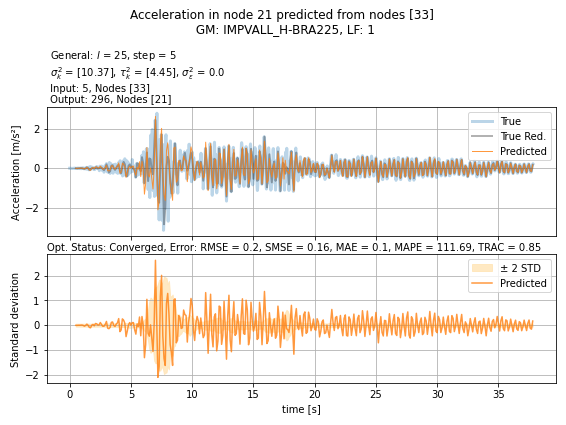 Acceleration in node 21 predicted from nodes [33]
GM: IMPVALL_H-BRA225, LF: 1
General: l = 25, step = 5
σ²ₖ = [10.37], τ²ₖ = [4.45], σ²ε = 0.0
Input: 5, Nodes [33]
Output: 296, Nodes [21]
Acceleration [m/s²]
2
0
−2
True
True Red.
Predicted
Opt. Status: Converged, Error: RMSE = 0.2, SMSE = 0.16, MAE = 0.1, MAPE = 111.69, TRAC = 0.85
Standard deviation
2
1
0
−1
−2
± 2 STD
Predicted
0 5 10 15 20 25 30 35
time [s]